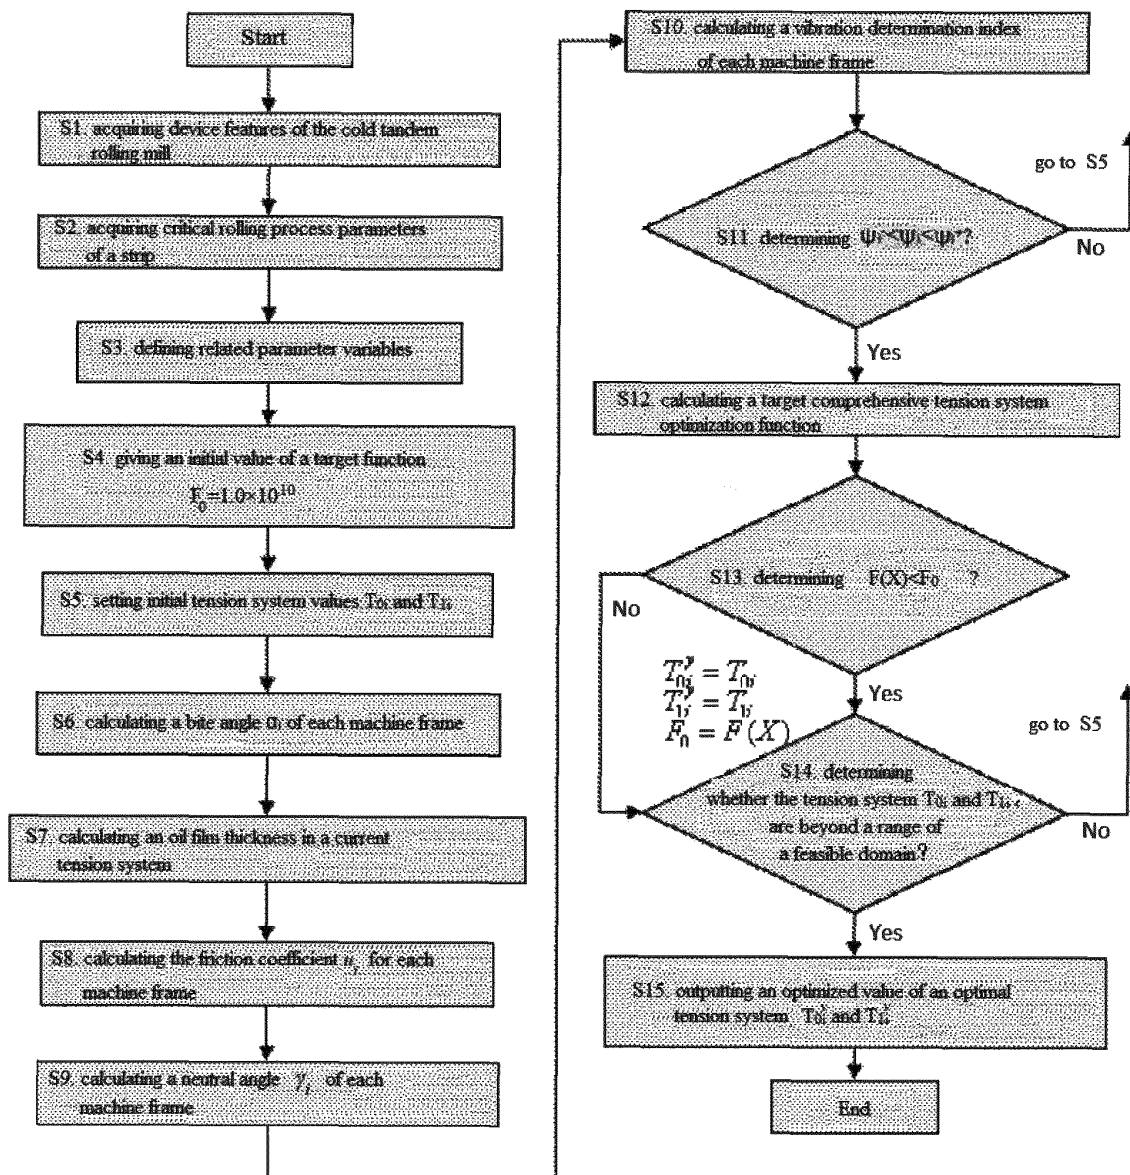 Start
S1. acquiring device features of the cold tandem
rolling mill
S2. acquiring critical rolling process parameters
of a strip
S3. defining related parameter variables
S4. giving an initial value of a target function
F₀=1.0×10¹⁰
S5. setting initial tension system values T₀ᵢ and T₁ᵢ
S6. calculating a bite angle αᵢ of each machine frame
S7. calculating an oil film thickness in a current
tension system
S8. calculating the friction coefficient uᵢ for each
machine frame
S9. calculating a neutral angle γᵢ of each
machine frame
S10. calculating a vibration determination index
of each machine frame
go to S5
S11. determining ψᵢ⁻<ψᵢ<ψᵢ⁺?
No
Yes
S12. calculating a target comprehensive tension system
optimization function
S13. determining F(X)<F₀ ?
No
T₀ᵢʸ = T₀ᵢ
T₁ᵢʸ = T₁ᵢ
F₀ = F(X)
Yes
go to S5
S14. determining
whether the tension system T₀ᵢ and T₁ᵢ
are beyond a range of
a feasible domain?
No
Yes
S15. outputting an optimized value of an optimal
tension system T₀ᵢ and T₁ᵢ
End